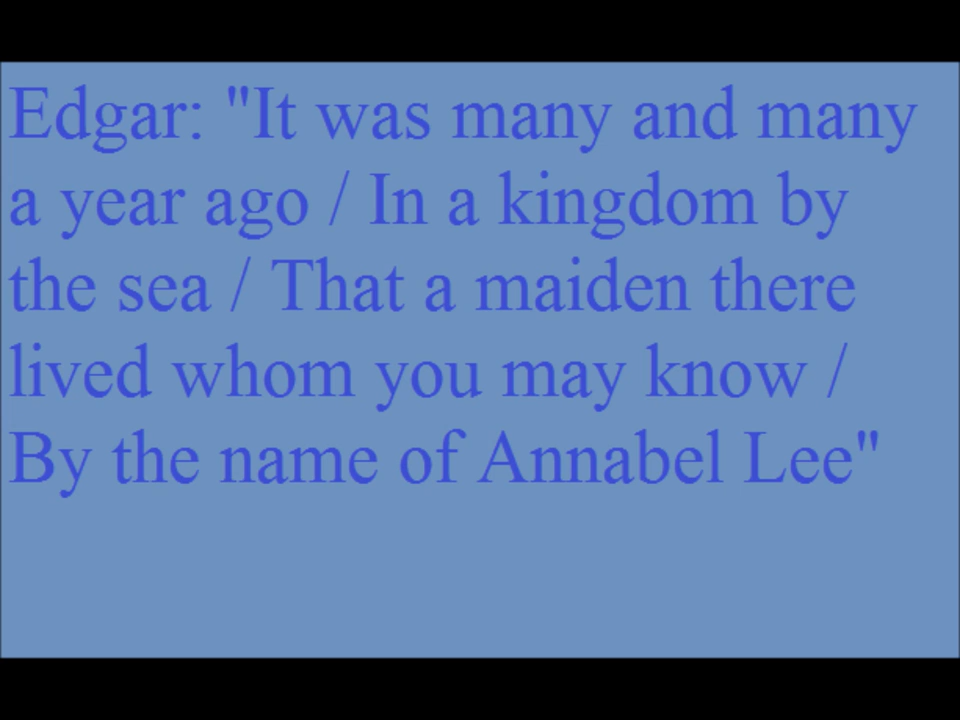 Edgar: "It was many and many
a year ago / In a kingdom by
the sea / That a maiden there
lived whom you may know /
By the name of Annabel Lee"